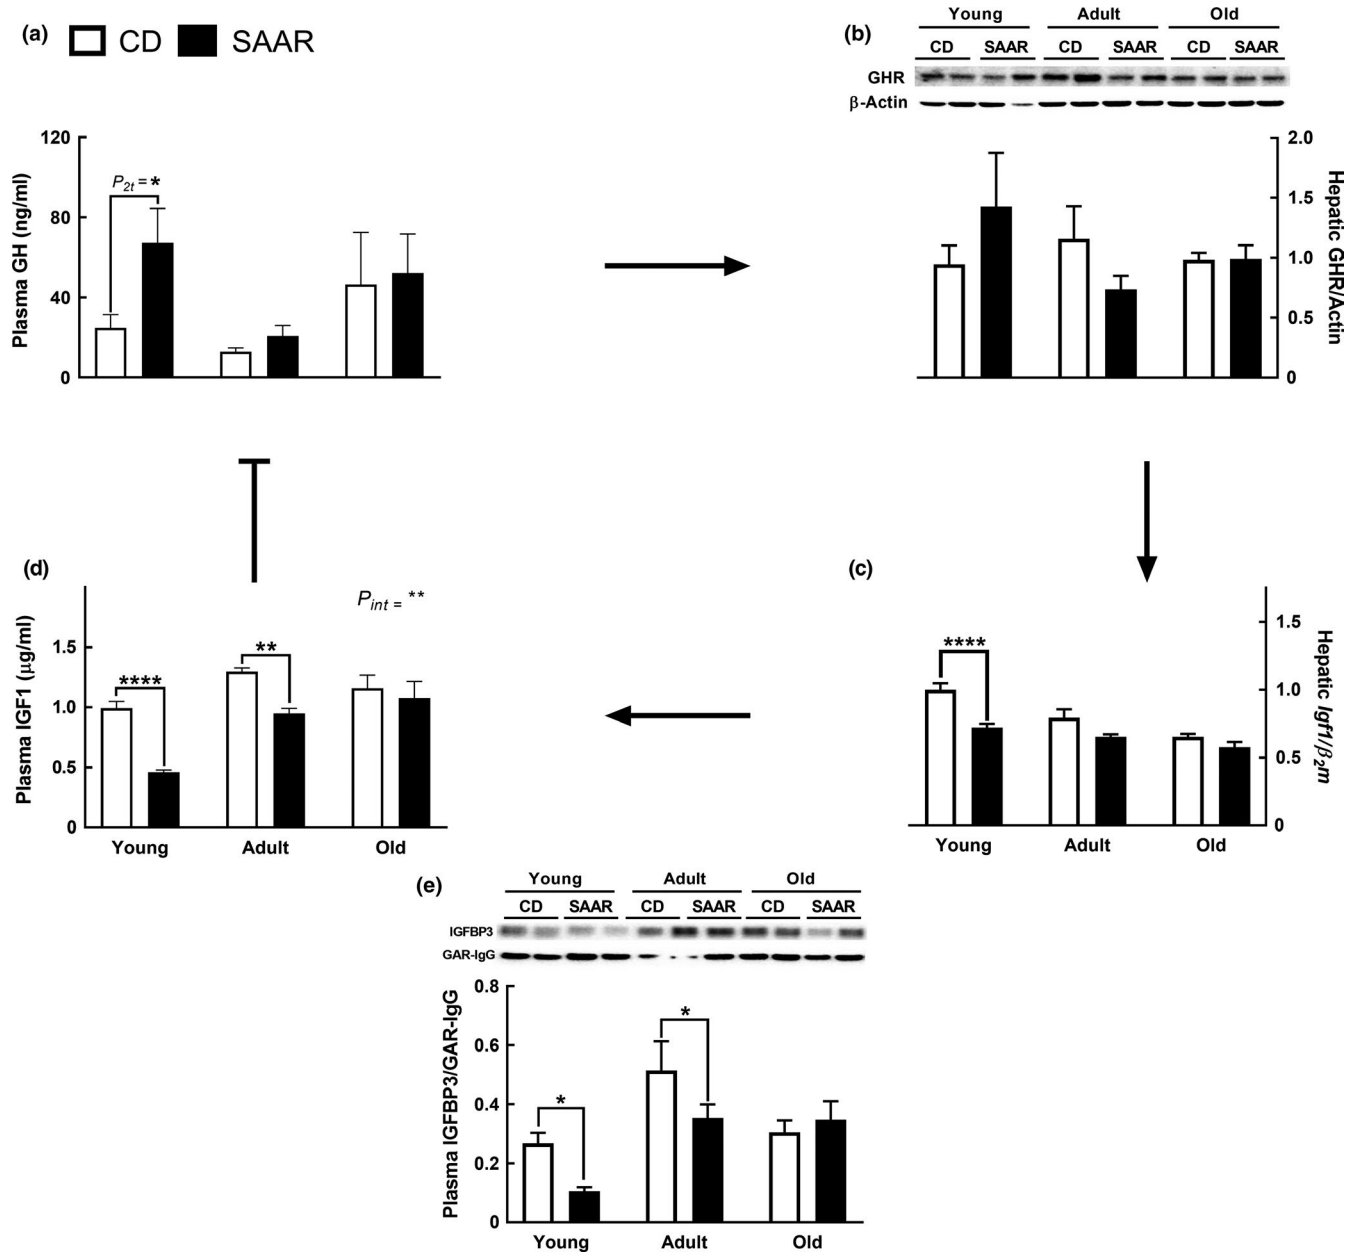 (a) CD SAAR
120
80
40
0
Plasma GH (ng/ml)
P2t = *
(b)
Young Adult Old
CD SAAR CD SAAR CD SAAR
GHR
β-Actin
2.0
1.5
1.0
0.5
0
Hepatic GHR/Actin
(d)
Pint = **
Plasma IGF1 (μg/ml)
1.5
1.0
0.5
0
****
**
Young Adult Old
(c)
****
1.5
1.0
0.5
0
Hepatic Igf1/β2m
Young Adult Old
(e)
Young Adult Old
CD SAAR CD SAAR CD SAAR
IGFBP3
GAR-IgG
0.8
0.6
0.4
0.2
0
Plasma IGFBP3/GAR-IgG
*
*
Young Adult Old